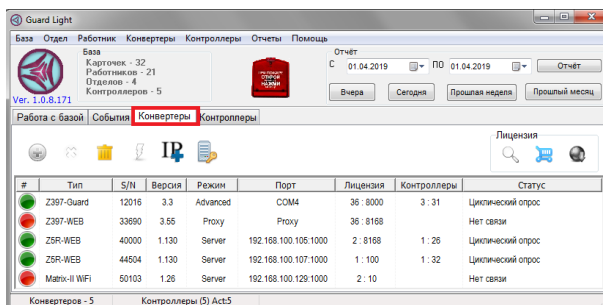 Guard Light
База Отдел Работник Конвертеры Контроллеры Отчеты Помощь
База
Карточек - 32
Работников - 21
Отделов - 4
Контроллеров - 5
Ver. 1.0.8.171
Отчёт
С 01.04.2019 ПО 01.04.2019 Отчёт
Вчера Сегодня Прошлая неделя Прошлый месяц
Работа с базой События Конвертеры Контроллеры
IP
Лицензия
# Тип S/N Версия Режим Порт Лицензия Контроллеры Статус
Z397-Guard 12016 3.3 Advanced COM4 36 : 8000 3 : 31 Циклический опрос
Z397-WEB 33690 3.55 Proxy Proxy 36 : 8168 Нет связи
Z5R-WEB 40000 1.130 Server 192.168.100.105:1000 2 : 8168 1 : 26 Циклический опрос
Z5R-WEB 44504 1.130 Server 192.168.100.107:1000 1 : 100 1 : 32 Циклический опрос
Matrix-II WiFi 50103 1.26 Server 192.168.100.129:1000 2 : 10 Нет связи
Конвертеров - 5 Контроллеры (5) Act:5